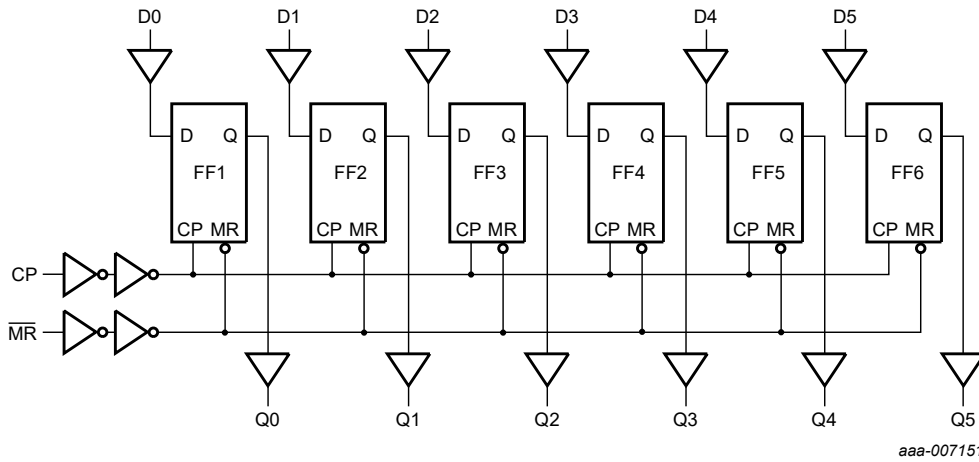 D0 D1 D2 D3 D4 D5
D Q D Q D Q D Q D Q D Q
FF1 FF2 FF3 FF4 FF5 FF6
CP MR CP MR CP MR CP MR CP MR CP MR
CP
M̅R̅
Q0 Q1 Q2 Q3 Q4 Q5
aaa-007151